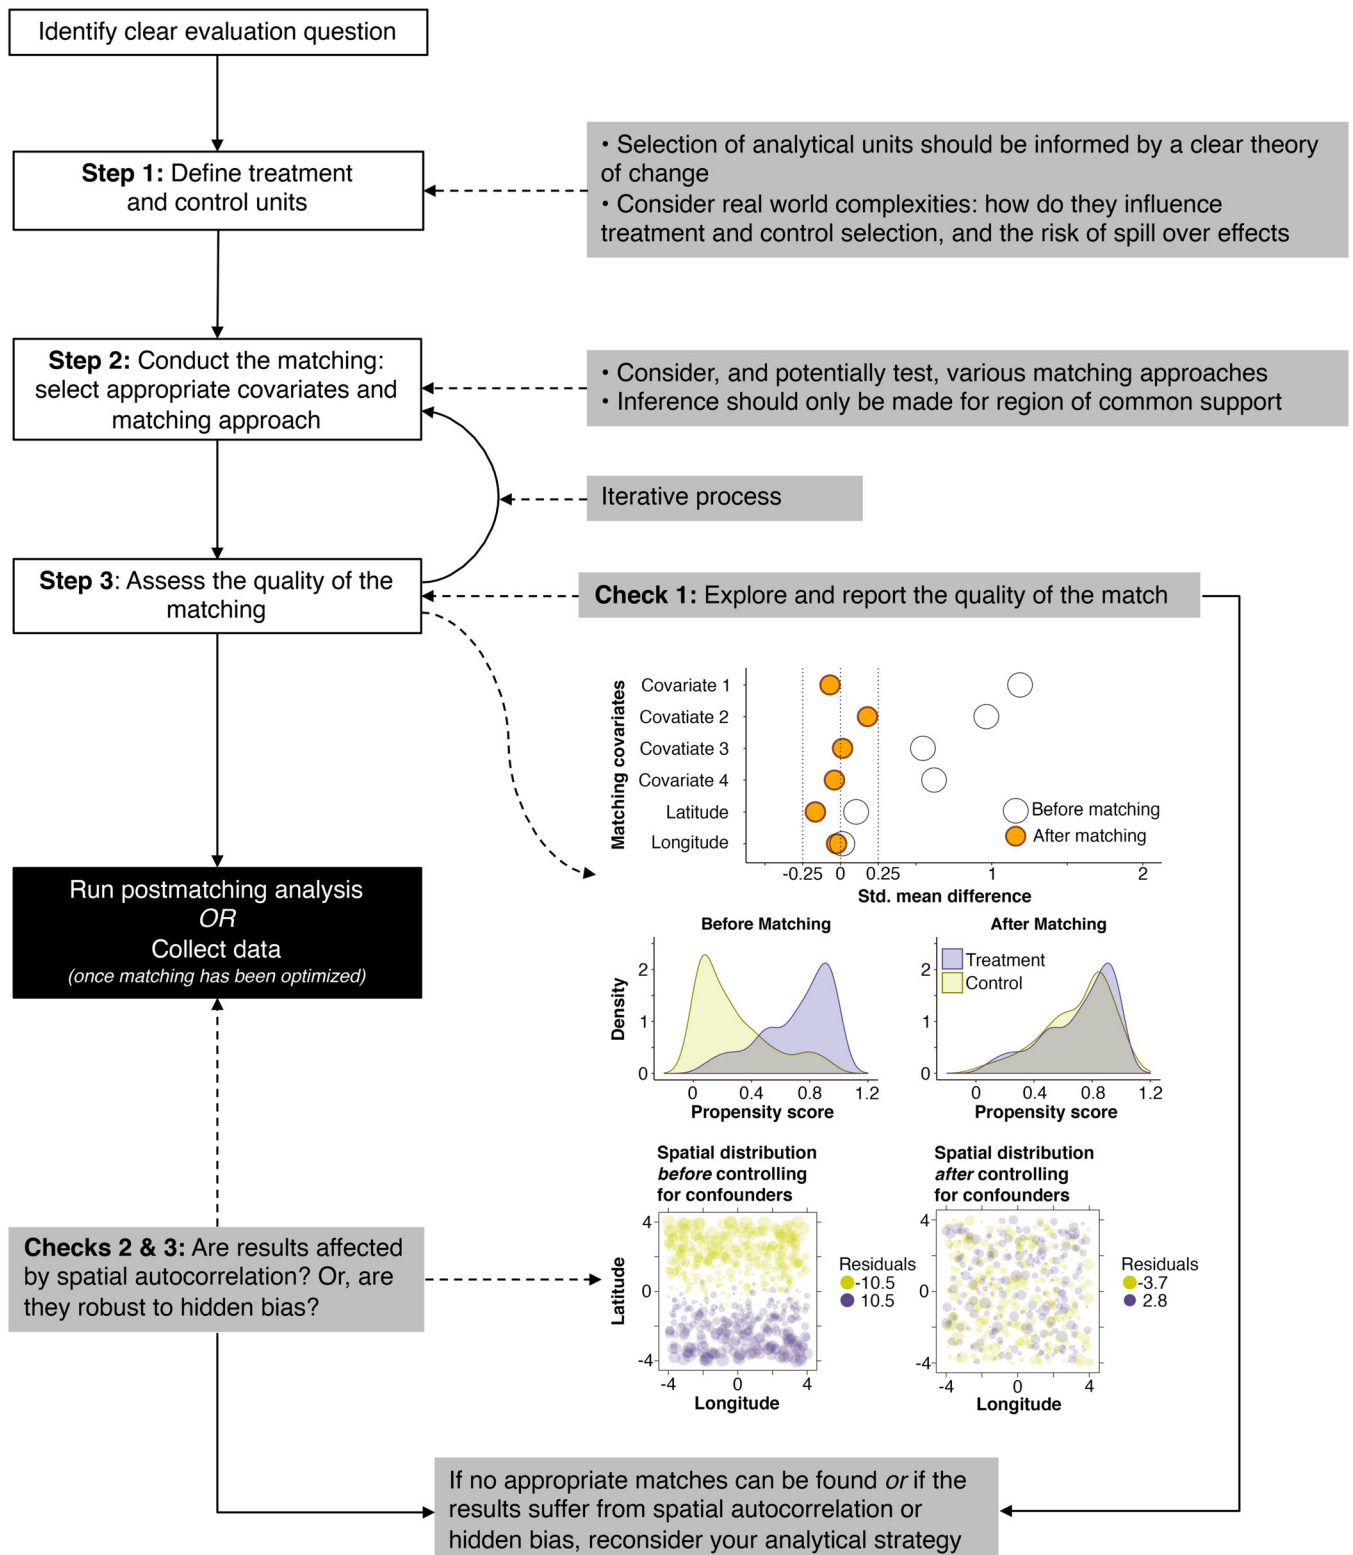 Identify clear evaluation question
Step 1: Define treatment
and control units
• Selection of analytical units should be informed by a clear theory
of change
• Consider real world complexities: how do they influence
treatment and control selection, and the risk of spill over effects
Step 2: Conduct the matching:
select appropriate covariates and
matching approach
• Consider, and potentially test, various matching approaches
• Inference should only be made for region of common support
Iterative process
Step 3: Assess the quality of the
matching
Check 1: Explore and report the quality of the match
Matching covariates
Covariate 1
Covatiate 2
Covatiate 3
Covariate 4
Latitude
Longitude
Before matching
After matching
-0.25 0 0.25 1 2
Std. mean difference
Run postmatching analysis
OR
Collect data
(once matching has been optimized)
Before Matching
Density
2
1
0
0 0.4 0.8 1.2
Propensity score
After Matching
Treatment
Control
2
1
0
0 0.4 0.8 1.2
Propensity score
Checks 2 & 3: Are results affected
by spatial autocorrelation? Or, are
they robust to hidden bias?
Spatial distribution
before controlling
for confounders
Latitude
4
0
-4
-4 0 4
Longitude
Residuals
-10.5
10.5
Spatial distribution
after controlling
for confounders
4
0
-4
-4 0 4
Longitude
Residuals
-3.7
2.8
If no appropriate matches can be found or if the
results suffer from spatial autocorrelation or
hidden bias, reconsider your analytical strategy